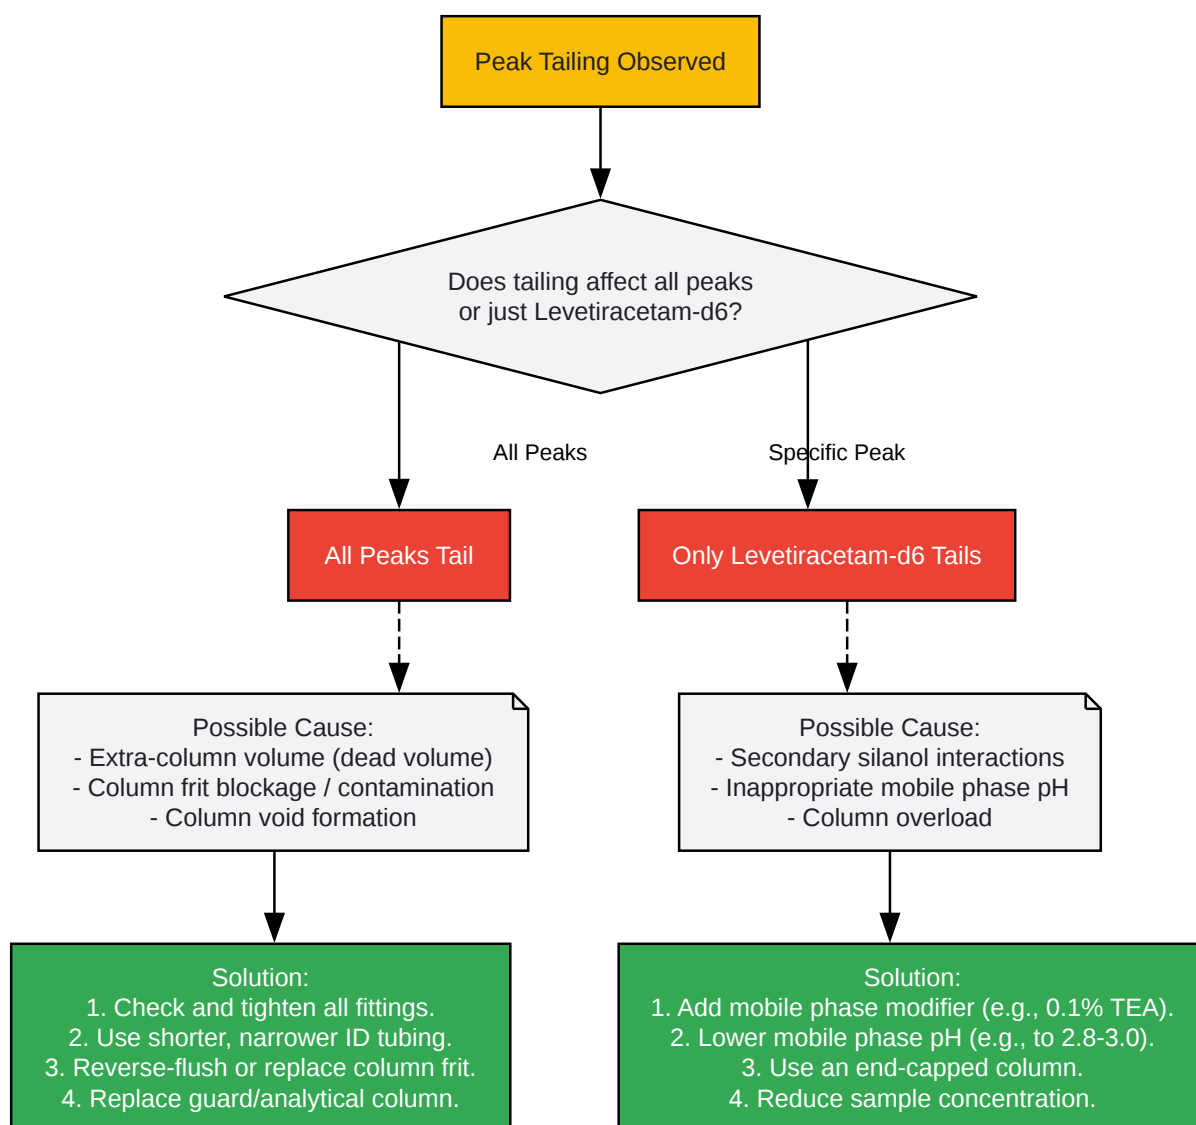 Peak Tailing Observed
Does tailing affect all peaks
or just Levetiracetam-d6?
All Peaks
Specific Peak
All Peaks Tail
Only Levetiracetam-d6 Tails
Possible Cause:
- Extra-column volume (dead volume)
- Column frit blockage / contamination
- Column void formation
Possible Cause:
- Secondary silanol interactions
- Inappropriate mobile phase pH
- Column overload
Solution:
1. Check and tighten all fittings.
2. Use shorter, narrower ID tubing.
3. Reverse-flush or replace column frit.
4. Replace guard/analytical column.
Solution:
1. Add mobile phase modifier (e.g., 0.1% TEA).
2. Lower mobile phase pH (e.g., to 2.8-3.0).
3. Use an end-capped column.
4. Reduce sample concentration.